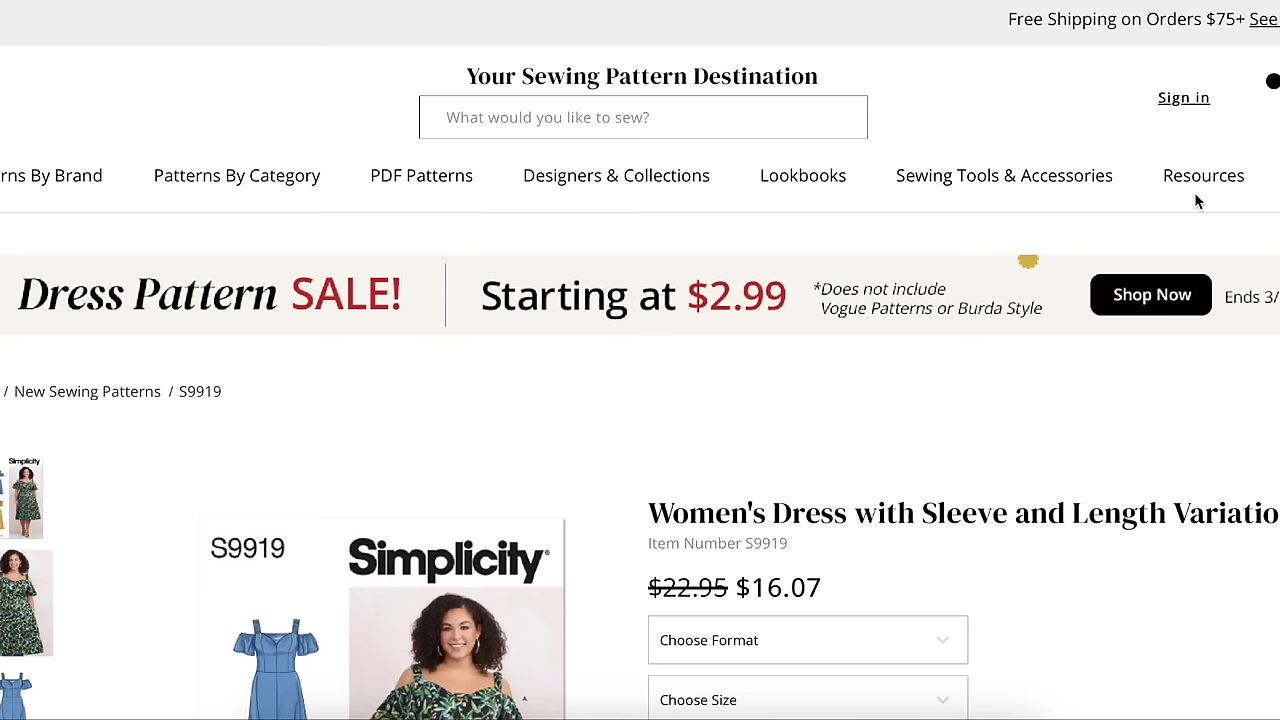 Free Shipping on Orders $75+ See
Your Sewing Pattern Destination
What would you like to sew?
Sign in
rns By Brand Patterns By Category PDF Patterns Designers & Collections Lookbooks Sewing Tools & Accessories Resources
Dress Pattern SALE! Starting at $2.99 *Does not include
Vogue Patterns or Burda Style
Shop Now Ends 3/
/ New Sewing Patterns / S9919
Simplicity
S9919 Simplicity®
Women's Dress with Sleeve and Length Variatio
Item Number S9919
$22.95 $16.07
Choose Format
Choose Size
A